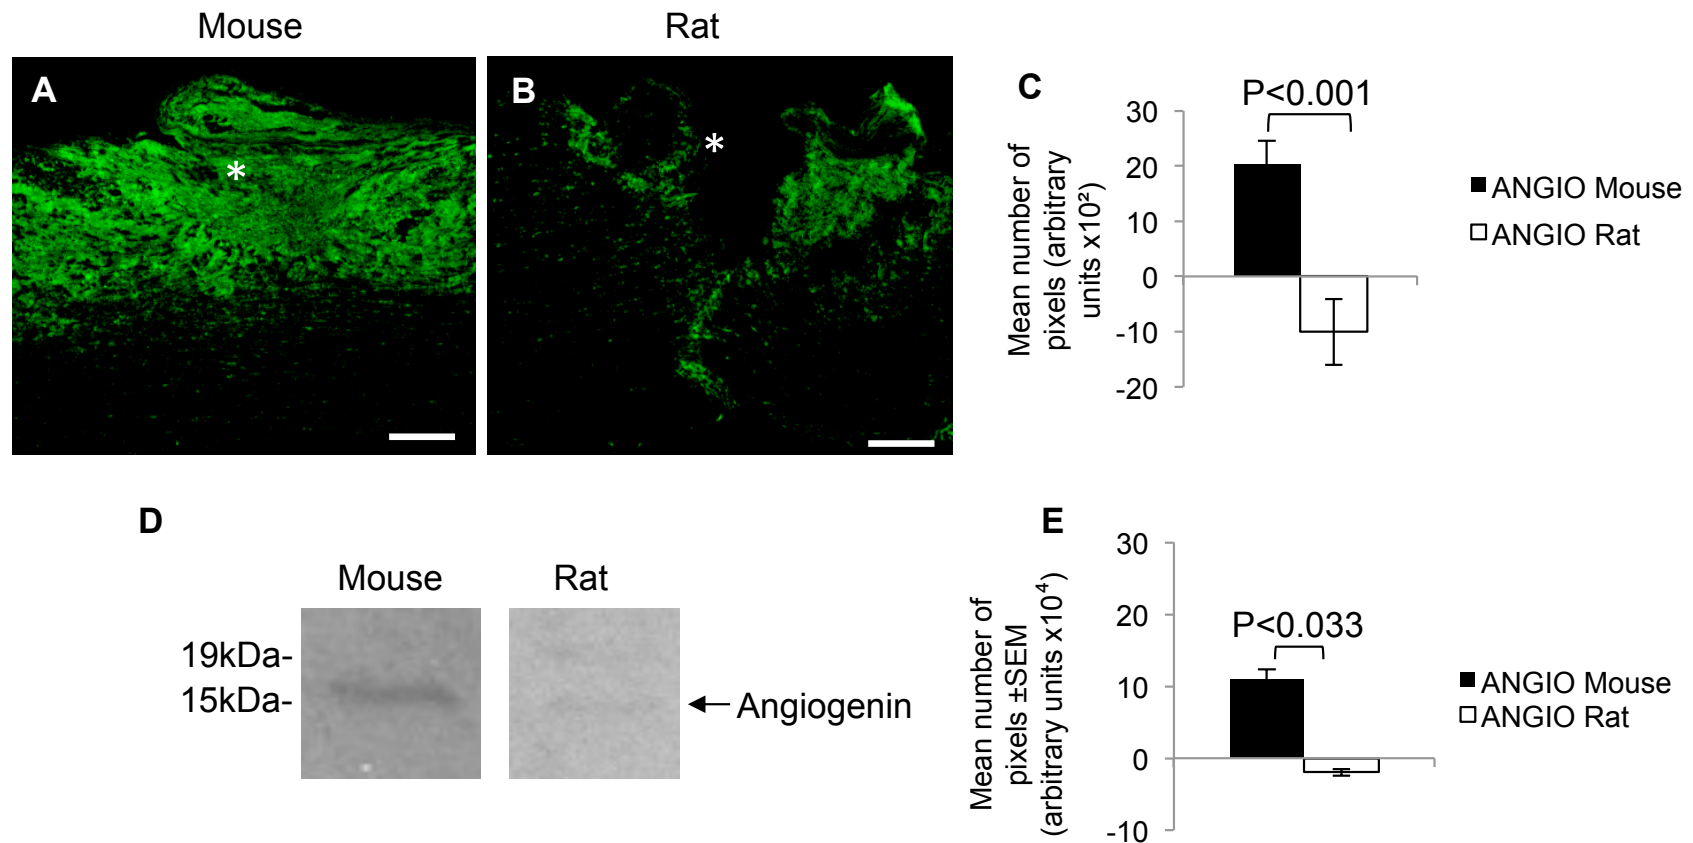 Mouse
Rat
A
*
B
*
C
P<0.001
30
20
10
0
-10
-20
Mean number of
pixels (arbitrary
units x10²)
ANGIO Mouse
ANGIO Rat
D
Mouse
Rat
19kDa-
15kDa-
Angiogenin
E
P<0.033
30
20
10
0
-10
Mean number of
pixels ±SEM
(arbitrary units x10⁴)
ANGIO Mouse
ANGIO Rat